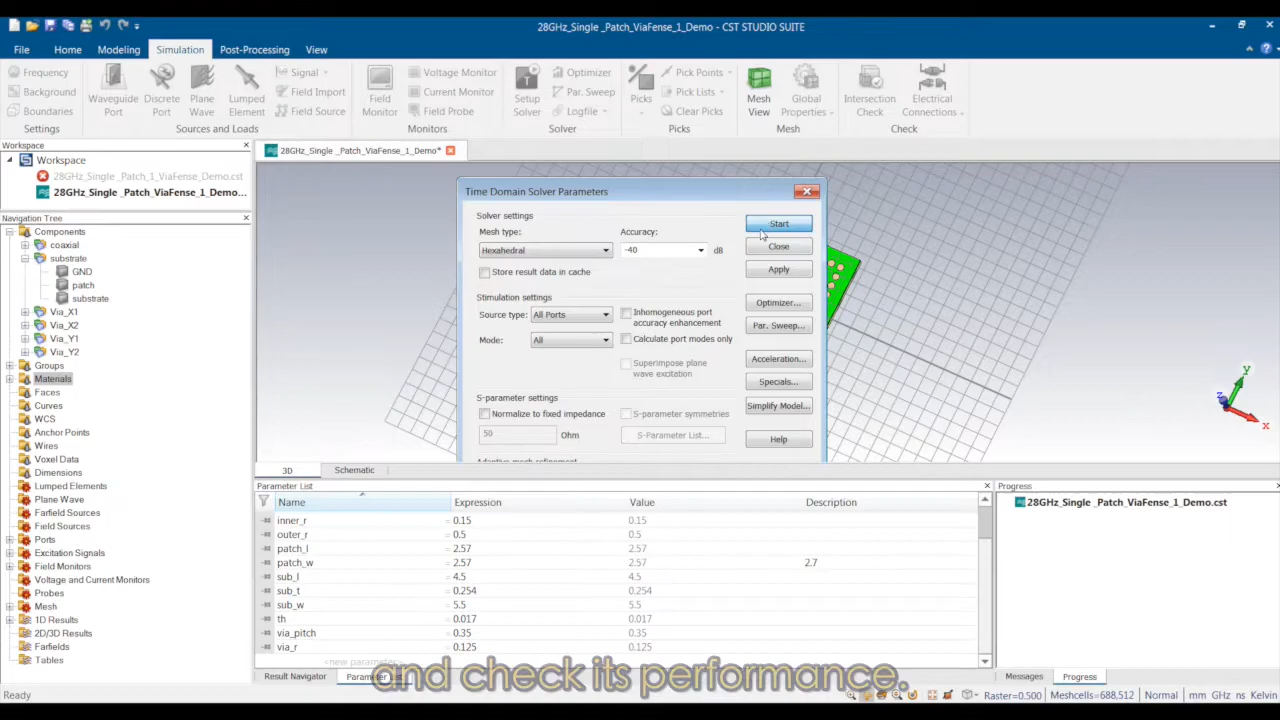 28GHz_Single _Patch_ViaFense_1_Demo - CST STUDIO SUITE
File Home Modeling Simulation Post-Processing View
Frequency
Background
Boundaries
Settings
Waveguide Port
Discrete Port
Plane Wave
Lumped Element
Signal
Field Import
Field Source
Sources and Loads
Field Monitor
Voltage Monitor
Current Monitor
Field Probe
Monitors
Setup Solver
Optimizer
Par. Sweep
Logfile
Solver
Picks
Pick Points
Pick Lists
Clear Picks
Picks
Mesh View
Global Properties
Mesh
Intersection Check
Electrical Connections
Check
Workspace
Workspace
28GHz_Single _Patch_1_Demo.cst
28GHz_Single _Patch_ViaFense_1_Demo...
Navigation Tree
Components
coaxial
substrate
GND
patch
substrate
Via_X1
Via_X2
Via_Y1
Via_Y2
Groups
Materials
Faces
Curves
WCS
Anchor Points
Wires
Voxel Data
Dimensions
Lumped Elements
Plane Wave
Farfield Sources
Field Sources
Ports
Excitation Signals
Field Monitors
Voltage and Current Monitors
Probes
Mesh
1D Results
2D/3D Results
Farfields
Tables
28GHz_Single _Patch_ViaFense_1_Demo*
Time Domain Solver Parameters
Solver settings
Mesh type:
Hexahedral
Accuracy:
-40 dB
Store result data in cache
Stimulation settings
Source type: All Ports
Mode: All
Inhomogeneous port accuracy enhancement
Calculate port modes only
Superimpose plane wave excitation
S-parameter settings
Normalize to fixed impedance
50 Ohm
S-parameter symmetries
S-Parameter List...
Adaptive mesh refinement
Start
Close
Apply
Optimizer...
Par. Sweep...
Acceleration...
Specials...
Simplify Model...
Help
y
z
x
3D Schematic
Parameter List
Name Expression Value Description
inner_r = 0.15 0.15
outer_r = 0.5 0.5
patch_l = 2.57 2.57
patch_w = 2.57 2.57 2.7
sub_l = 4.5 4.5
sub_t = 0.254 0.254
sub_w = 5.5 5.5
th = 0.017 0.017
via_pitch = 0.35 0.35
via_r = 0.125 0.125
<new parameter>
Result Navigator Parameter List
Progress
28GHz_Single _Patch_ViaFense_1_Demo.cst
Messages Progress
and check its performance.
Ready
Raster=0.500 Meshcells=688,512 Normal mm GHz ns Kelvin